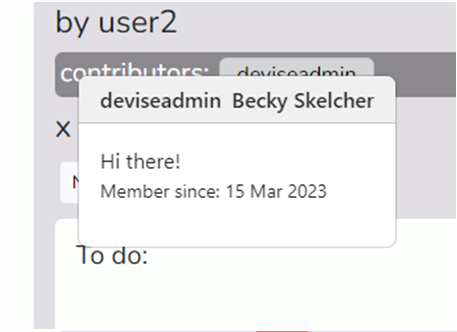 by user2
contributors: deviseadmin
deviseadmin Becky Skelcher
x
Hi there!
N
Member since: 15 Mar 2023
To do: